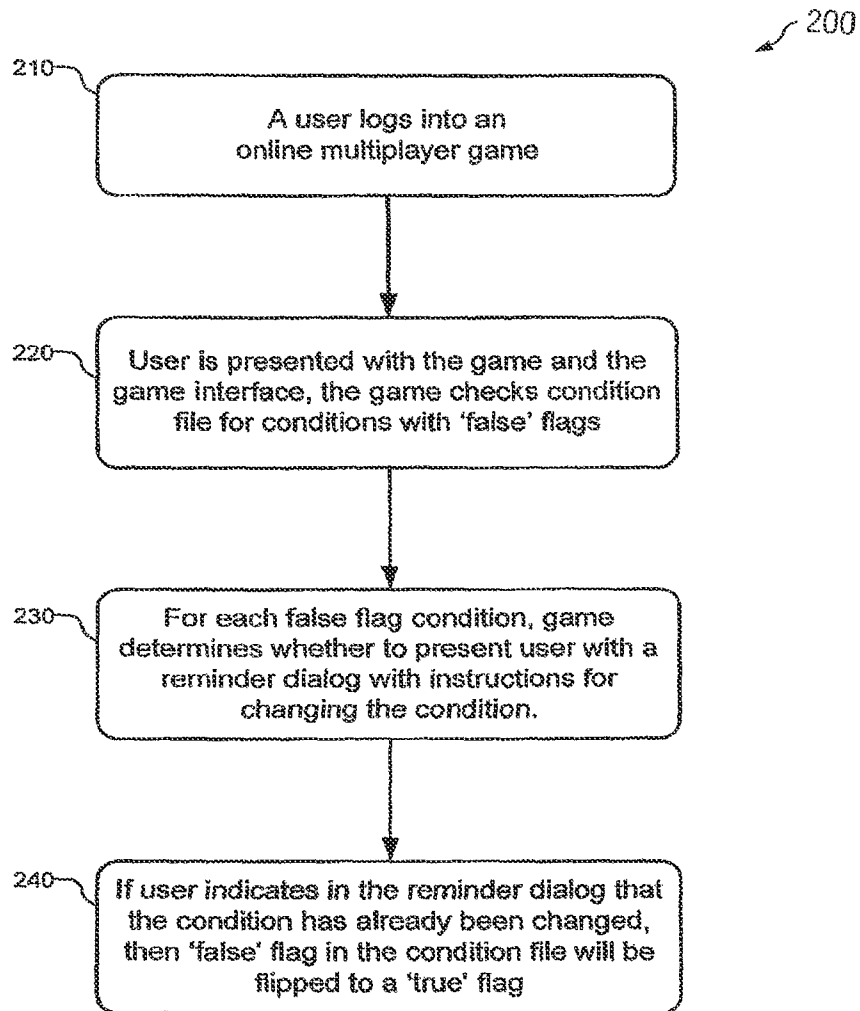 200
210
A user logs into an
online multiplayer game
220
User is presented with the game and the
game interface, the game checks condition
file for conditions with 'false' flags
230
For each false flag condition, game
determines whether to present user with a
reminder dialog with instructions for
changing the condition.
240
If user indicates in the reminder dialog that
the condition has already been changed,
then 'false' flag in the condition file will be
flipped to a 'true' flag